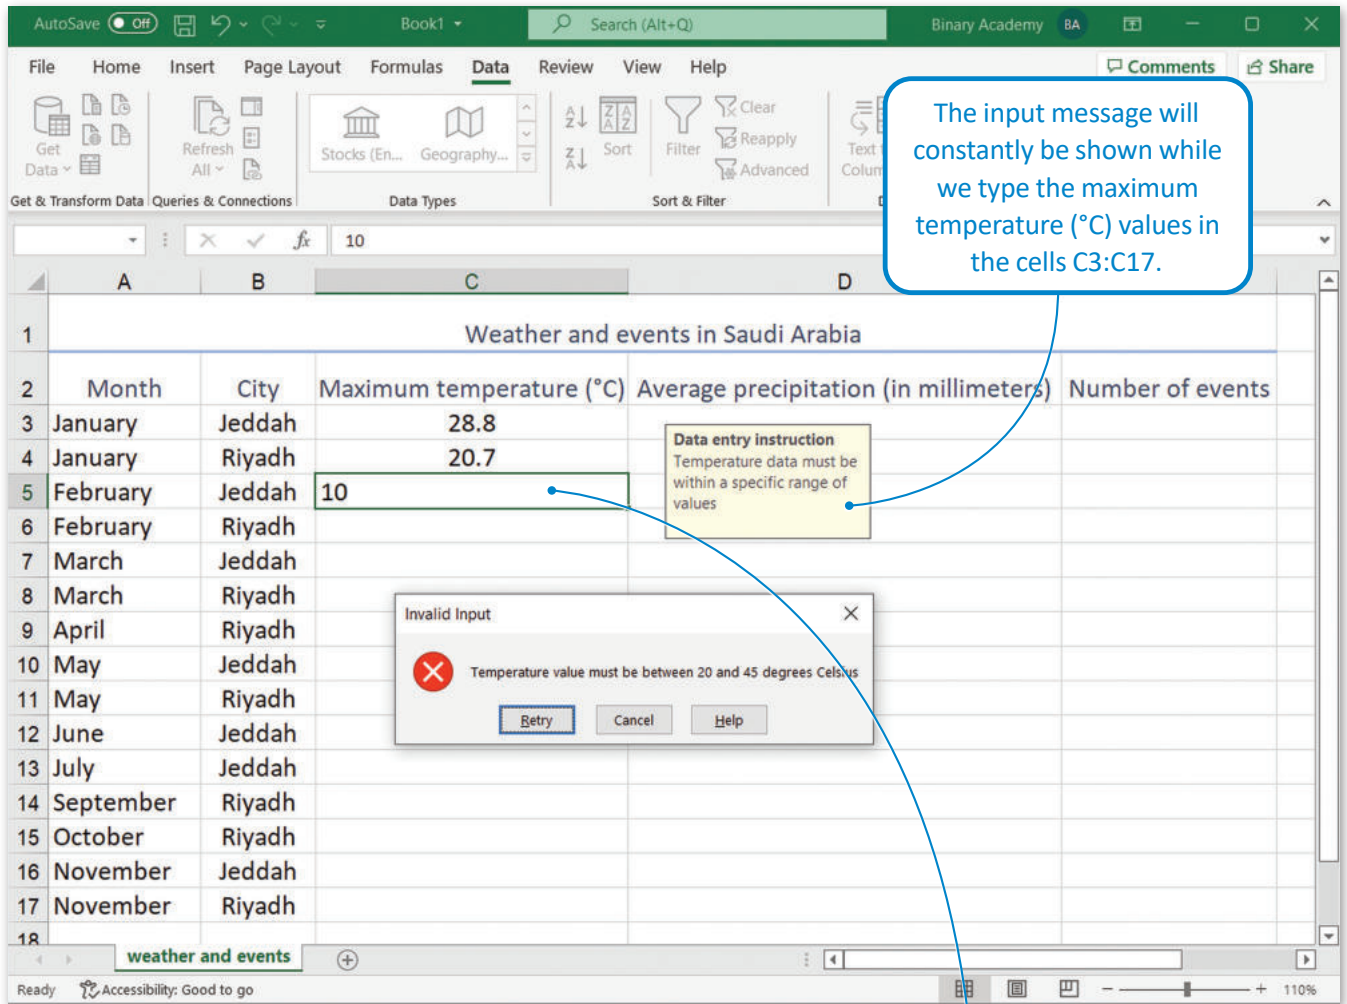 AutoSave Off Book1 Search (Alt+Q) Binary Academy BA
File Home Insert Page Layout Formulas Data Review View Help Comments Share
The input message will
constantly be shown while
we type the maximum
temperature (°C) values in
the cells C3:C17.
Get
Data
Refresh
All
Stocks (En... Geography...
Sort
Filter
Clear
Reapply
Advanced
Text
Colum
Get & Transform Data Queries & Connections Data Types Sort & Filter
fx 10
A B C D
1 Weather and events in Saudi Arabia
2 Month City Maximum temperature (°C) Average precipitation (in millimeters) Number of events
3 January Jeddah 28.8
4 January Riyadh 20.7
5 February Jeddah 10
6 February Riyadh
7 March Jeddah
8 March Riyadh
9 April Riyadh
10 May Jeddah
11 May Riyadh
12 June Jeddah
13 July Jeddah
14 September Riyadh
15 October Riyadh
16 November Jeddah
17 November Riyadh
18
Data entry instruction
Temperature data must be
within a specific range of
values
Invalid Input
Temperature value must be between 20 and 45 degrees Celsius
Retry Cancel Help
weather and events
Ready Accessibility: Good to go 110%